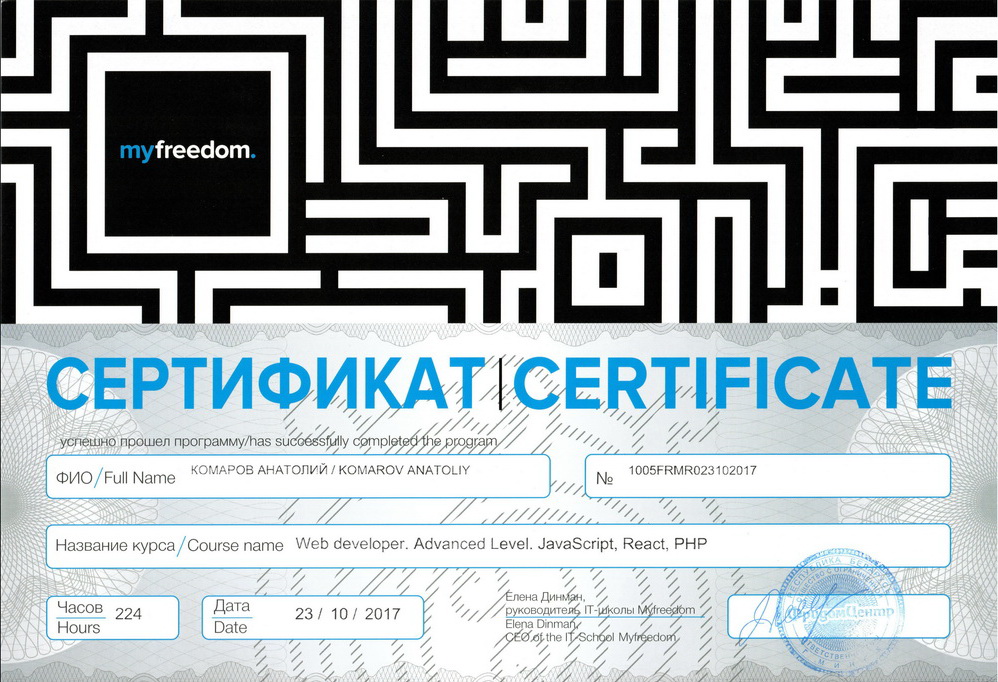 myfreedom.
СЕРТИФИКАТ|CERTIFICATE
успешно прошел программу/has successfully completed the program
ФИО/Full Name КОМАРОВ АНАТОЛИЙ / KOMAROV ANATOLIY
№ 1005FRMR023102017
Название курса/Course name Web developer. Advanced Level. JavaScript, React, PHP
Часов 224
Hours
Дата 23 / 10 / 2017
Date
Елена Динман,
руководитель IT-школы Myfreedom
Elena Dinman,
CEO of the IT-School Myfreedom